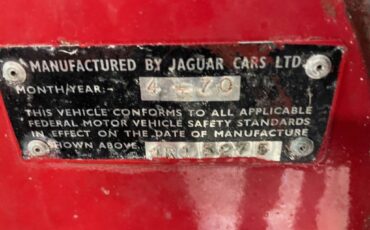 MANUFACTURED BY JAGUAR CARS LTD.
MONTH/YEAR:- 4-70
THIS VEHICLE CONFORMS TO ALL APPLICABLE
FEDERAL MOTOR VEHICLE SAFETY STANDARDS
IN EFFECT ON THE DATE OF MANUFACTURE
SHOWN ABOVE.